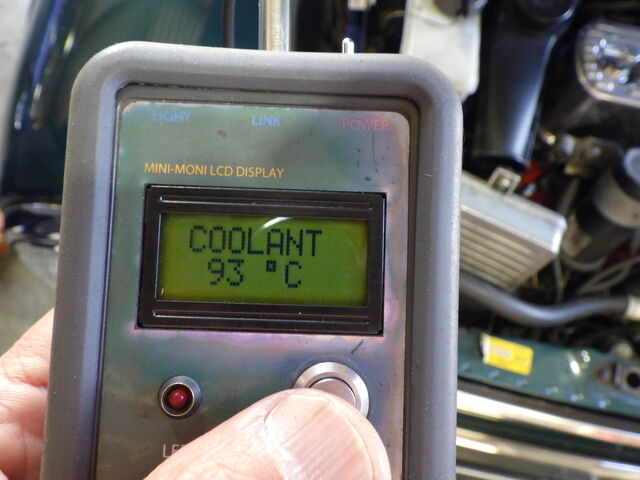 LIGHT LINK POWER
MINI-MONI LCD DISPLAY
COOLANT
93 °C